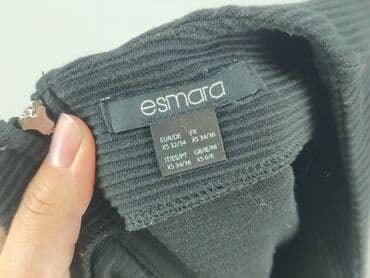 esmara
EUR/DE FR
XS 32/34 XS 34/36
IT/ES/PT GB/IE/NI
XS 34/36 XS 6/8